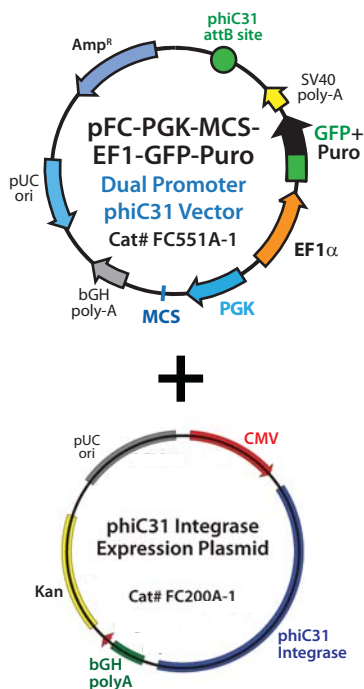 phiC31
attB site
Amp^R
SV40
poly-A
GFP+
Puro
pFC-PGK-MCS-
EF1-GFP-Puro
Dual Promoter
phiC31 Vector
Cat# FC551A-1
pUC
ori
EF1α
bGH
poly-A
MCS
PGK
+
pUC
ori
CMV
phiC31 Integrase
Expression Plasmid
Cat# FC200A-1
Kan
phiC31
Integrase
bGH
polyA